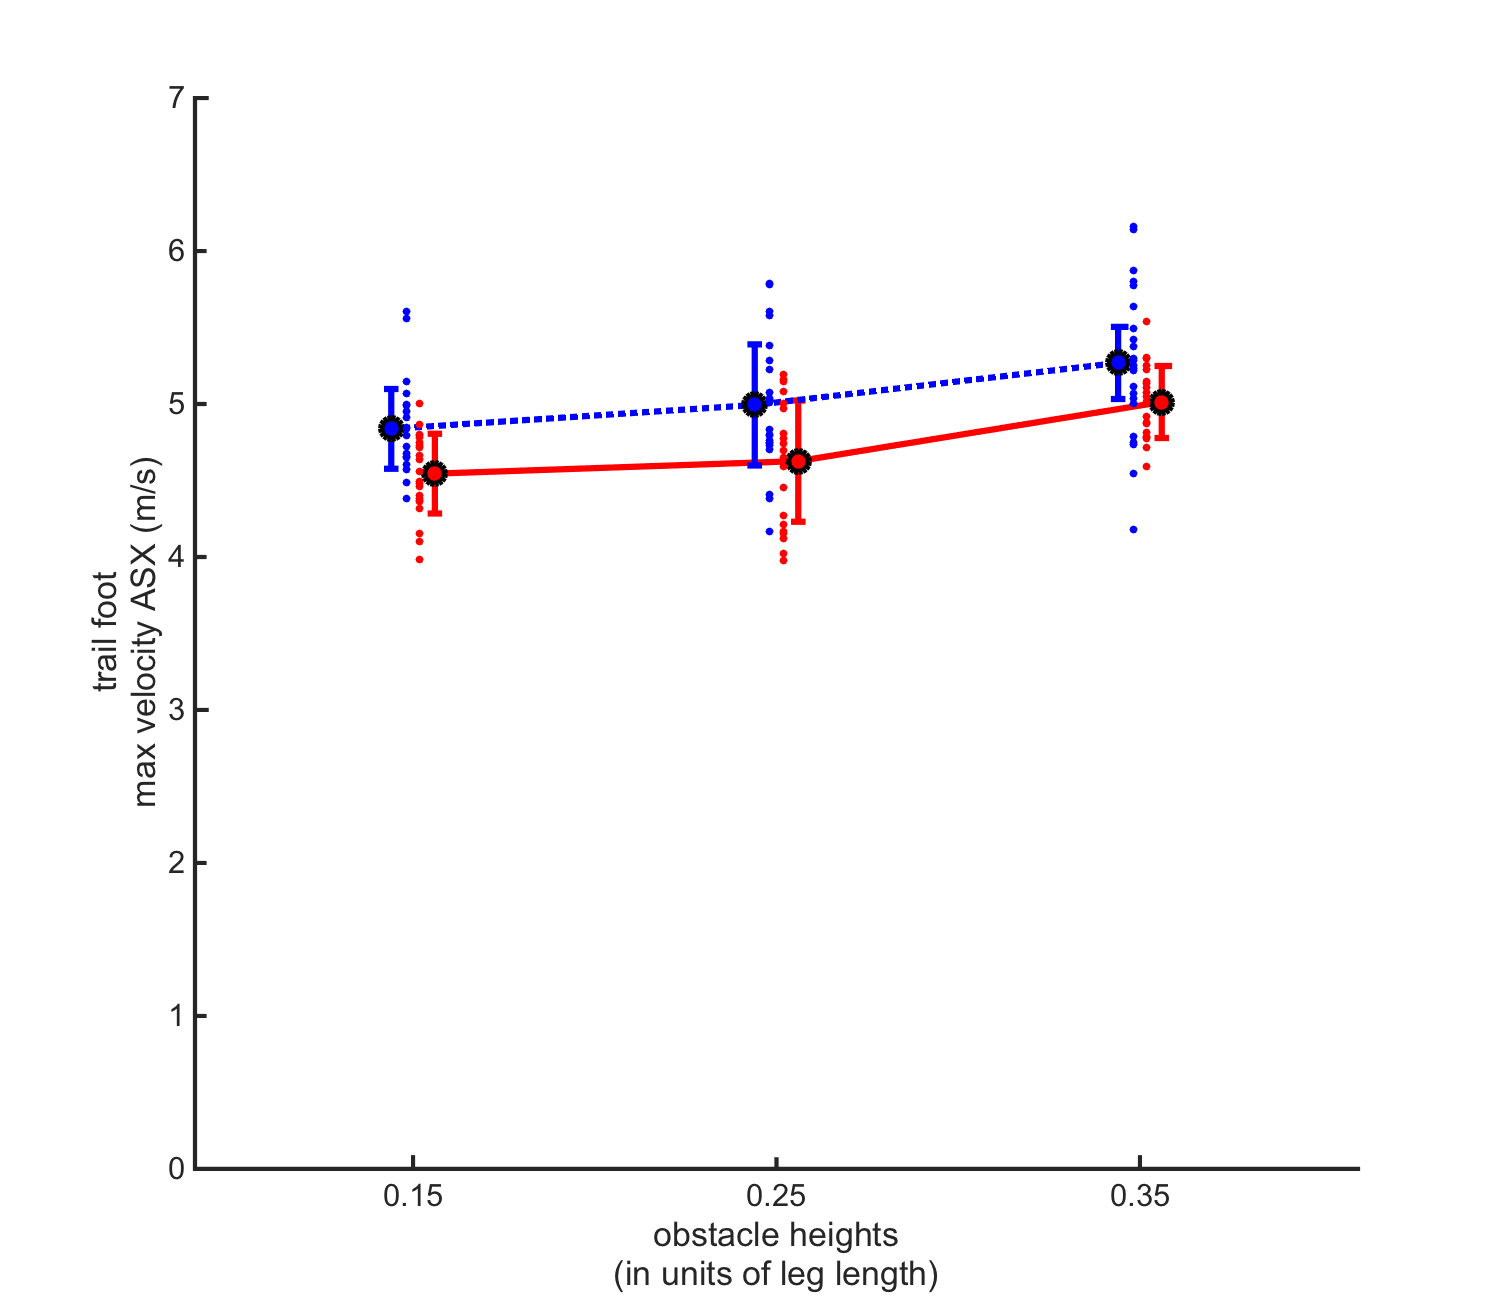 trail foot
max velocity ASX (m/s)
7
6
5
4
3
2
1
0
0.15 0.25 0.35
obstacle heights
(in units of leg length)